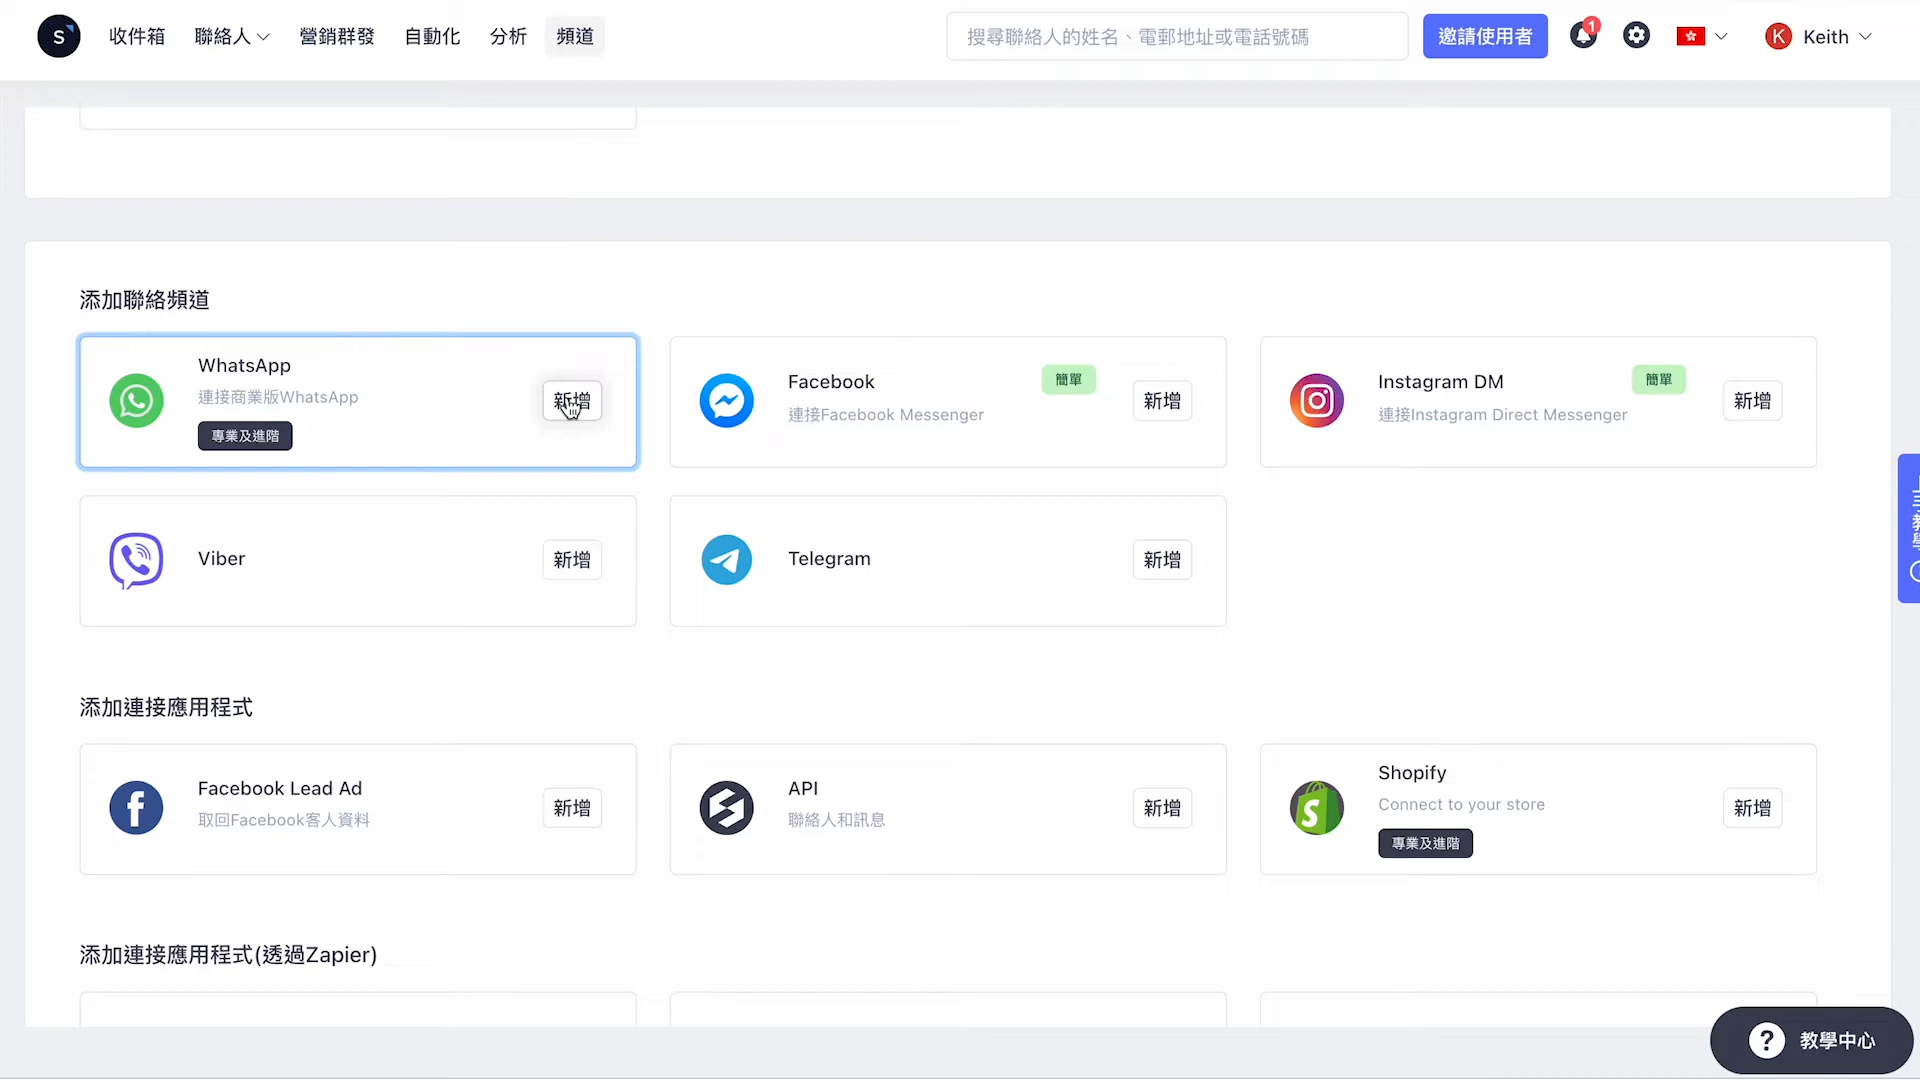 S
收件箱
聯絡人
營銷群發
自動化
分析
頻道
搜尋聯絡人的姓名、電郵地址或電話號碼
邀請使用者
1
K
Keith
添加聯絡頻道
WhatsApp
連接商業版WhatsApp
專業及進階
新增
Facebook
連接Facebook Messenger
簡單
新增
Instagram DM
連接Instagram Direct Messenger
簡單
新增
Viber
新增
Telegram
新增
添加連接應用程式
Facebook Lead Ad
取回Facebook客人資料
新增
API
聯絡人和訊息
新增
Shopify
Connect to your store
專業及進階
新增
添加連接應用程式(透過Zapier)
? 教學中心